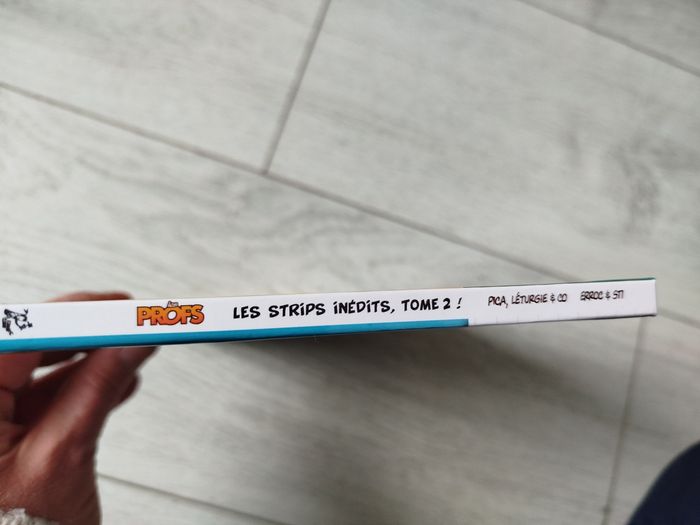 Les PROFS LES STRIPS INÉDITS, TOME 2 ! PICA, LÉTURGIE & CO ERROC & STI